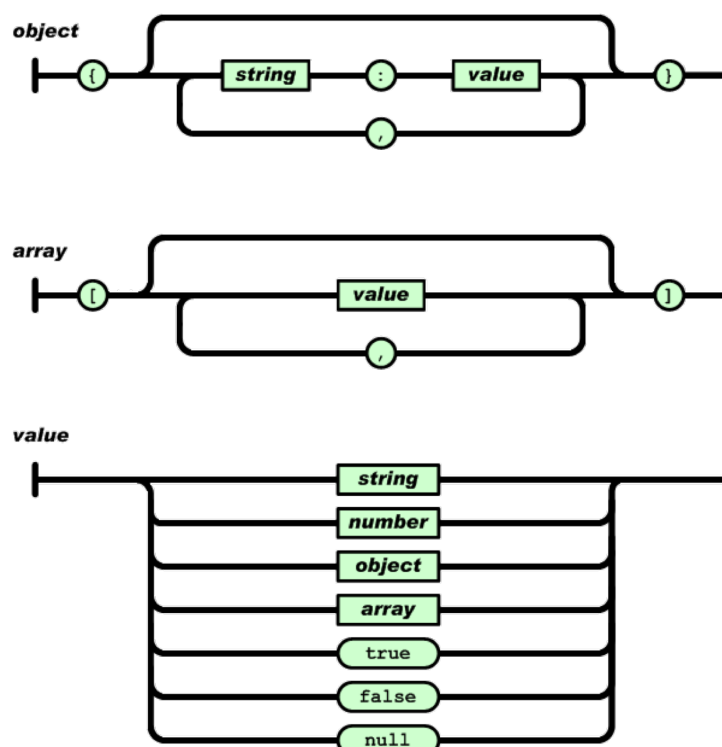 object
{ string : value }
,
array
[ value ]
,
value
string
number
object
array
true
false
null